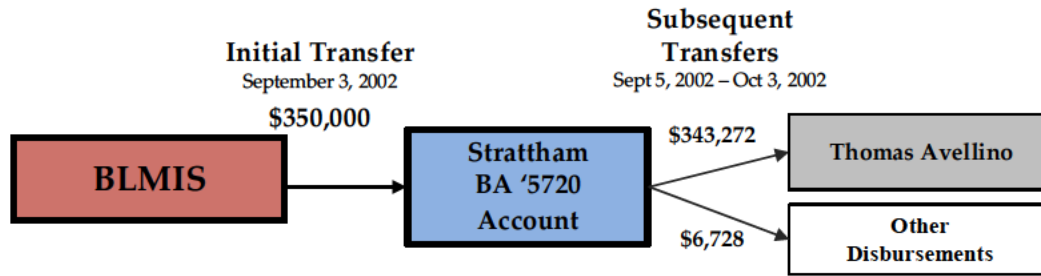 Initial Transfer
September 3, 2002
$350,000
Subsequent
Transfers
Sept 5, 2002 – Oct 3, 2002
BLMIS
Strattham
BA ‘5720
Account
$343,272
$6,728
Thomas Avellino
Other
Disbursements